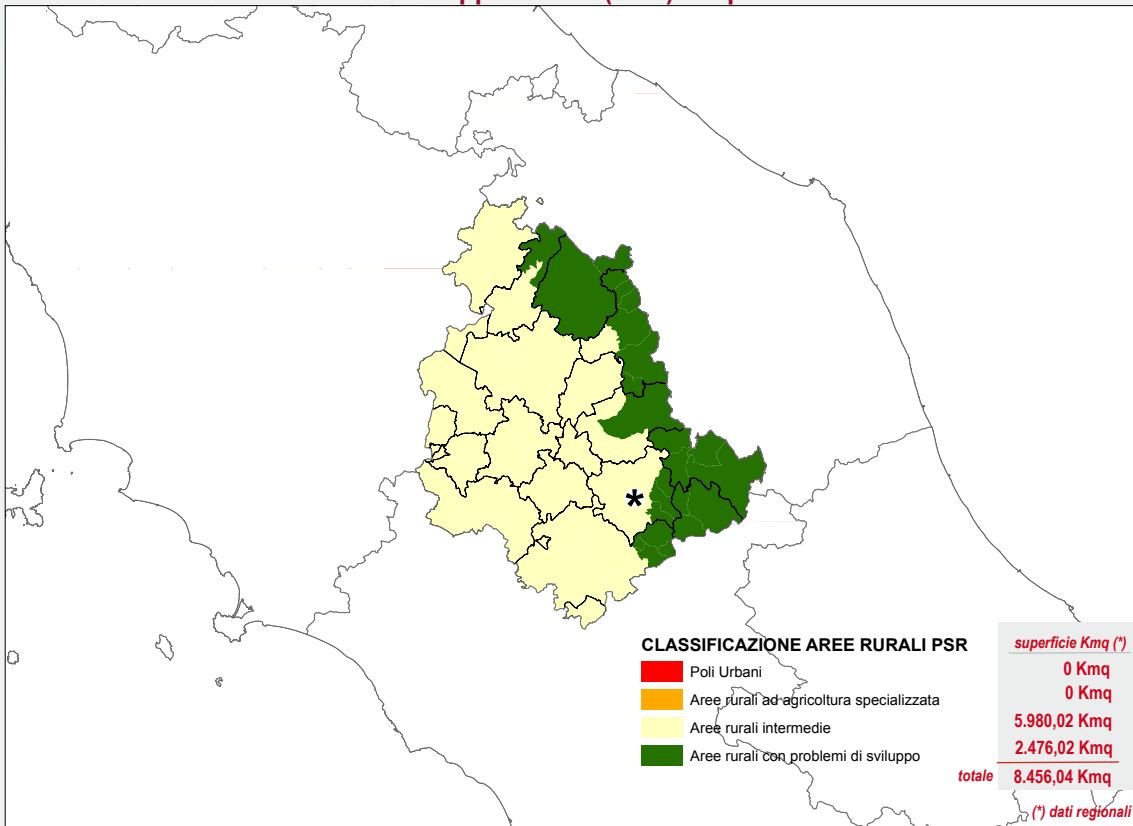 *
CLASSIFICAZIONE AREE RURALI PSR
superficie Kmq (*)
Poli Urbani 0 Kmq
Aree rurali ad agricoltura specializzata 0 Kmq
Aree rurali intermedie 5.980,02 Kmq
Aree rurali con problemi di sviluppo 2.476,02 Kmq
totale 8.456,04 Kmq
(*) dati regionali